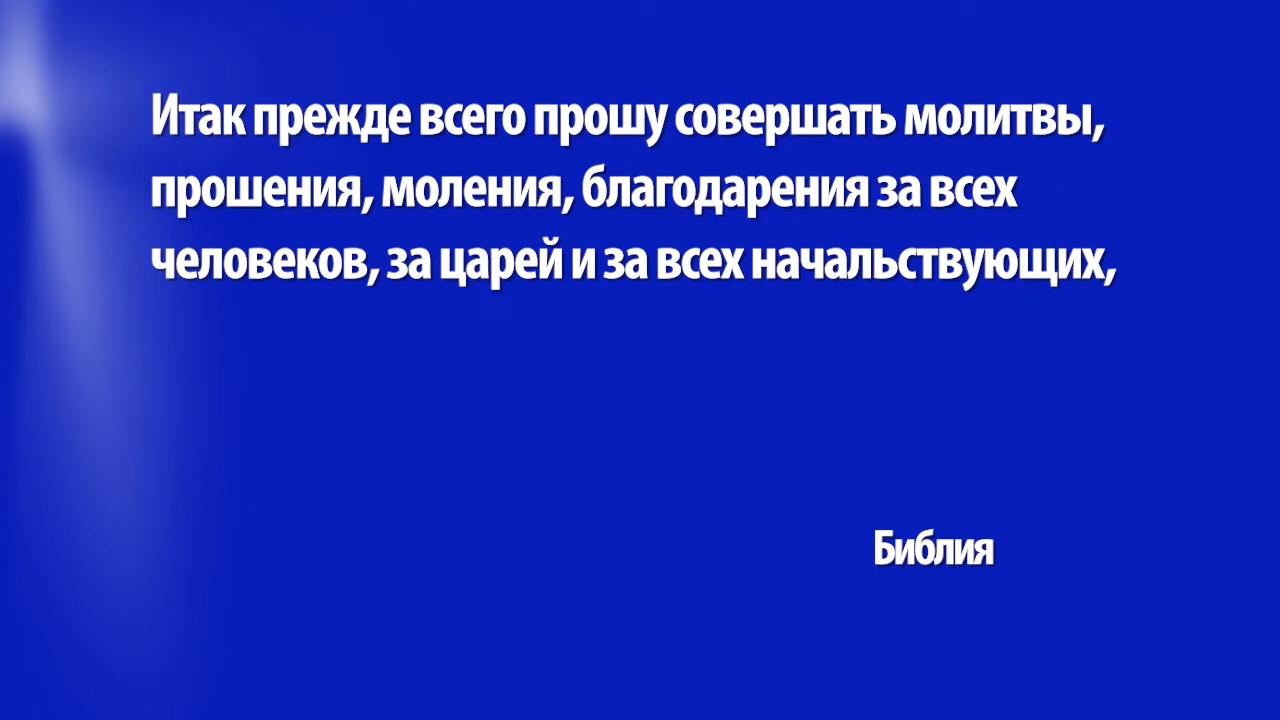 Итак прежде всего прошу совершать молитвы,
прошения, моления, благодарения за всех
человеков, за царей и за всех начальствующих,
Библия